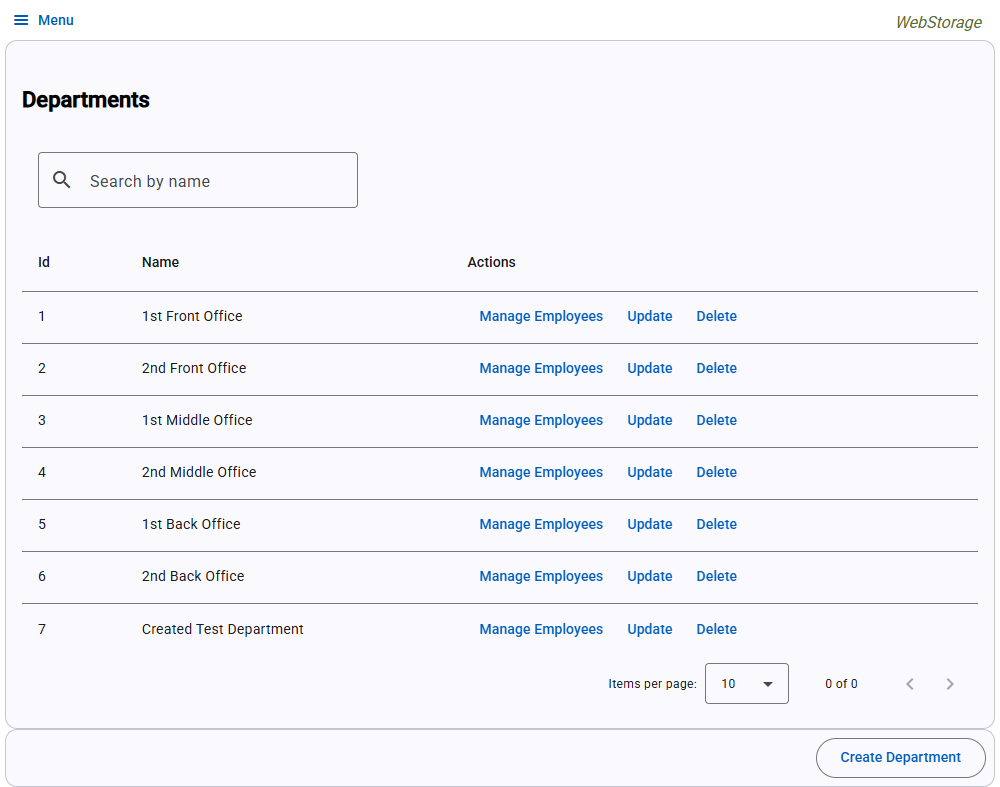 Menu
WebStorage
Departments
Search by name
Id Name Actions
1 1st Front Office Manage Employees Update Delete
2 2nd Front Office Manage Employees Update Delete
3 1st Middle Office Manage Employees Update Delete
4 2nd Middle Office Manage Employees Update Delete
5 1st Back Office Manage Employees Update Delete
6 2nd Back Office Manage Employees Update Delete
7 Created Test Department Manage Employees Update Delete
Items per page: 10 0 of 0
Create Department